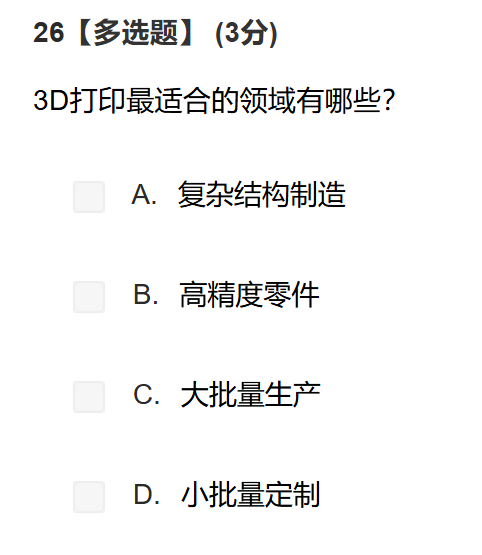 26【多选题】 (3分)
3D打印最适合的领域有哪些?
A. 复杂结构制造
B. 高精度零件
C. 大批量生产
D. 小批量定制